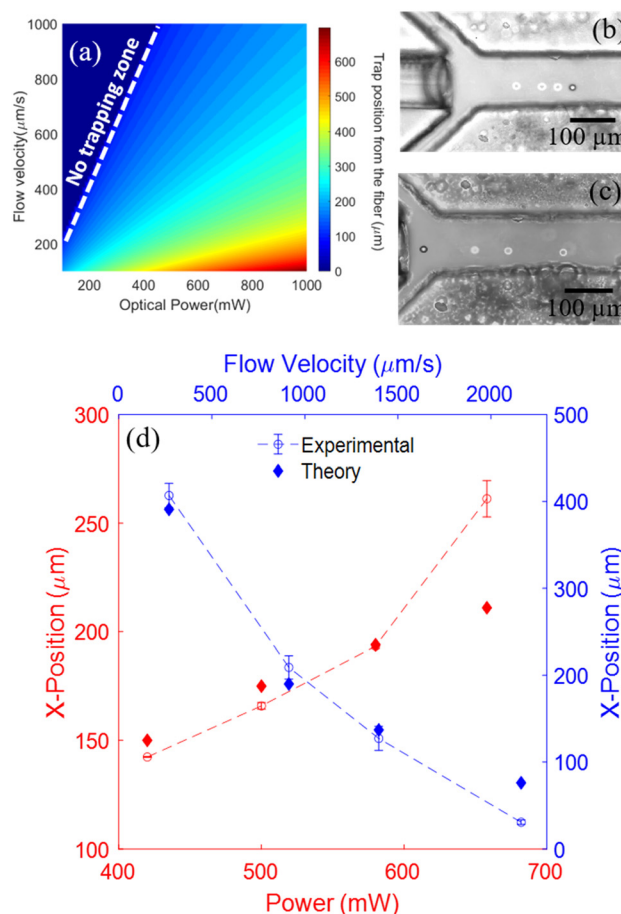 (a)
No trapping zone
1000
800
600
400
200
Flow velocity(μm/s)
200 400 600 800 1000
Optical Power(mW)
600
500
400
300
200
100
0
Trap position from the fiber (μm)
(b)
100 μm
(c)
100 μm
Flow Velocity (μm/s)
0 500 1000 1500 2000
(d)
Experimental
Theory
300
250
200
150
100
X-Position (μm)
500
400
300
200
100
0
X-Position (μm)
400 500 600 700
Power (mW)